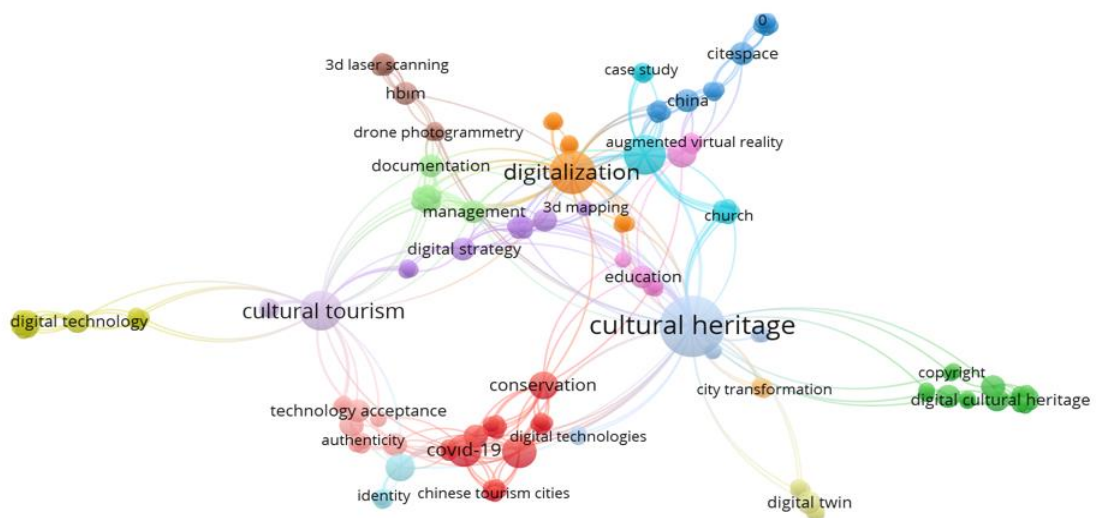 0
citespace
3d laser scanning
case study
hbim
china
drone photogrammetry
augmented virtual reality
documentation
digitalization
management
3d mapping
church
digital strategy
education
cultural tourism
digital technology
cultural heritage
copyright
conservation
city transformation
digital cultural heritage
technology acceptance
authenticity
digital technologies
covid-19
identity
chinese tourism cities
digital twin